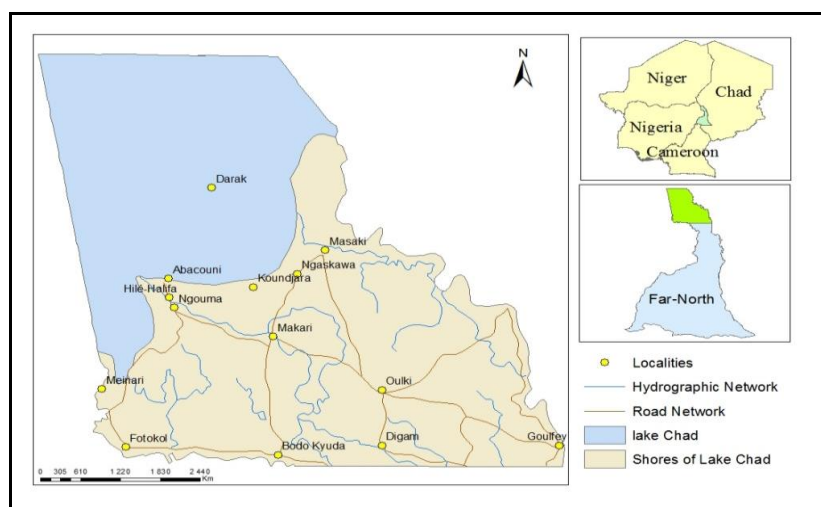 N
Darak
Masaki
Ngaskawa
Abacouni
Koundjara
Hilé-Halifa
Ngouma
Makari
Meinari
Oulki
Fotokol
Bodo Kyuda
Digam
Goulfey
0 305 610 1 220 1 830 2 440
Km
Niger
Chad
Nigeria
Cameroon
Far-North
Localities
Hydrographic Network
Road Network
lake Chad
Shores of Lake Chad